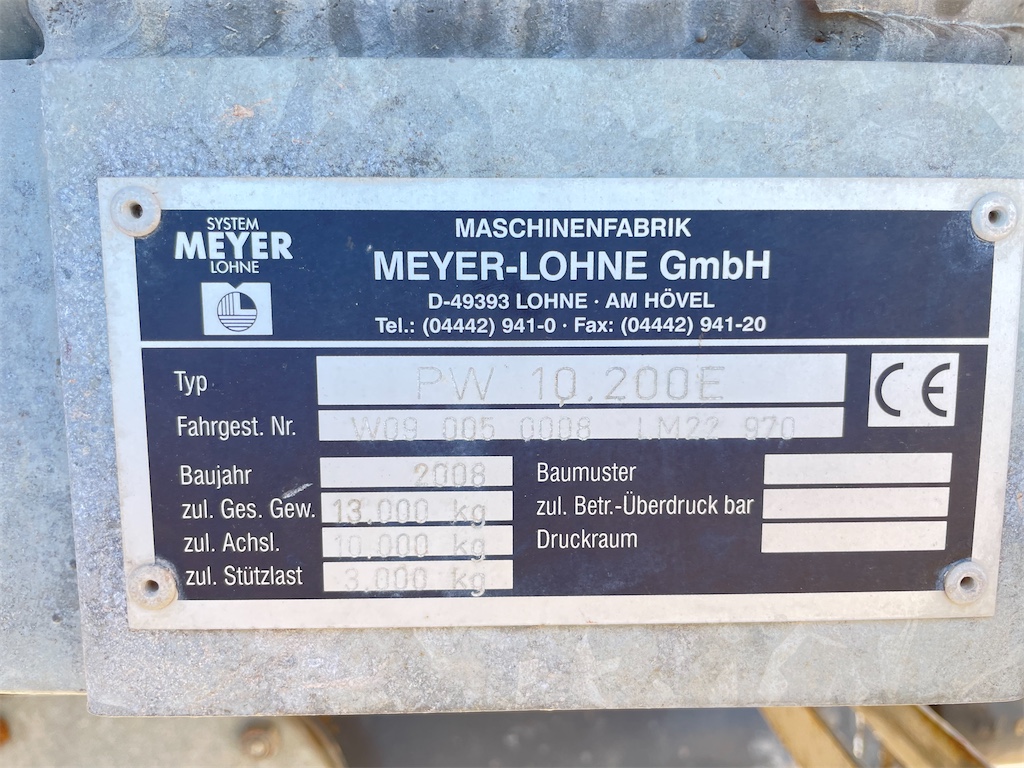 SYSTEM
MEYER
LOHNE
MASCHINENFABRIK
MEYER-LOHNE GmbH
D-49393 LOHNE · AM HÖVEL
Tel.: (04442) 941-0 · Fax: (04442) 941-20
Typ PW 10.200E
CE
Fahrgest. Nr. W09 005 0008 LM22 970
Baujahr 2008
zul. Ges. Gew. 13.000 kg
zul. Achsl. 10.000 kg
zul. Stützlast 3.000 kg
Baumuster
zul. Betr.-Überdruck bar
Druckraum